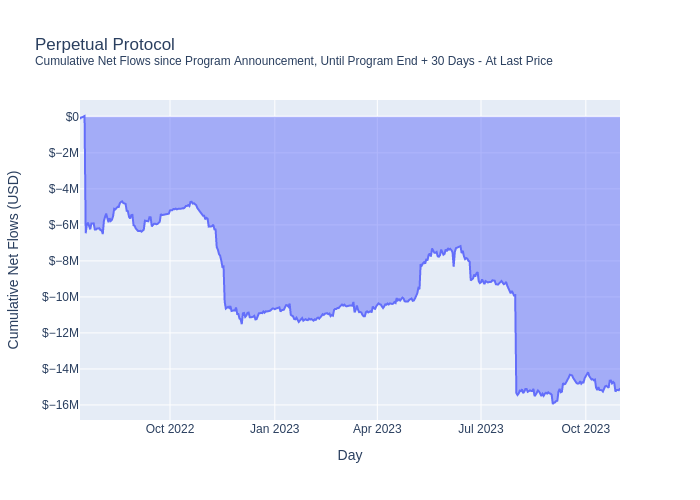 Perpetual Protocol
Cumulative Net Flows since Program Announcement, Until Program End + 30 Days - At Last Price
Cumulative Net Flows (USD)
$0
$−2M
$−4M
$−6M
$−8M
$−10M
$−12M
$−14M
$−16M
Oct 2022
Jan 2023
Apr 2023
Jul 2023
Oct 2023
Day